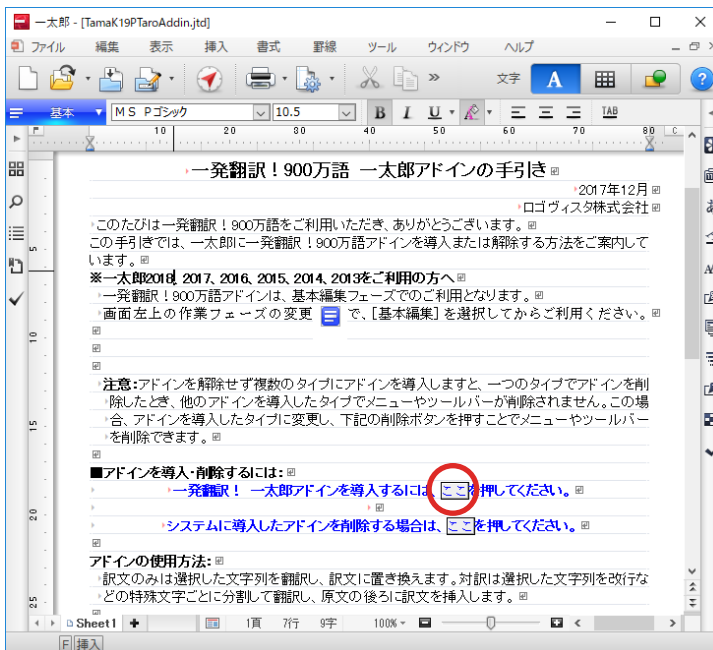 一太郎 - [TamaK19PTaroAddin.jtd]
ファイル 編集 表示 挿入 書式 罫線 ツール ウィンドウ ヘルプ
文字 A
基本 MS Pゴシック 10.5 B I U A TAB
10 20 30 40 50 60 70 80
一発翻訳！900万語 一太郎アドインの手引き
2017年12月
ロゴヴィスタ株式会社
このたびは一発翻訳！900万語をご利用いただき、ありがとうございます。
この手引きでは、一太郎に一発翻訳！900万語アドインを導入または解除する方法をご案内して
います。
※一太郎2018, 2017、2016、2015、2014、2013をご利用の方へ
一発翻訳！900万語アドインは、基本編集フェーズでのご利用となります。
画面左上の作業フェーズの変更 で、[基本編集]を選択してからご利用ください。
注意:アドインを解除せず複数のタイプにアドインを導入しますと、一つのタイプでアドインを削
除したとき、他のアドインを導入したタイプでメニューやツールバーが削除されません。この場
合、アドインを導入したタイプに変更し、下記の削除ボタンを押すことでメニューやツールバー
を削除できます。
■アドインを導入・削除するには:
一発翻訳！ 一太郎アドインを導入するには、ここを押してください。
システムに導入したアドインを削除する場合は、ここを押してください。
アドインの使用方法:
訳文のみは選択した文字列を翻訳し、訳文に置き換えます。対訳は選択した文字列を改行な
どの特殊文字ごとに分割して翻訳し、原文の後ろに訳文を挿入します。
5
10
15
20
25
Sheet1 1頁 7行 9字 100%
F 挿入